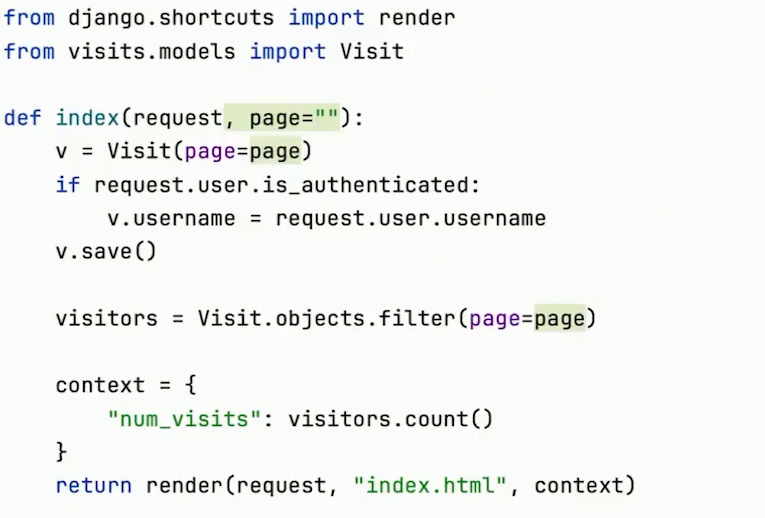 from django.shortcuts import render
from visits.models import Visit

def index(request, page=""):
    v = Visit(page=page)
    if request.user.is_authenticated:
        v.username = request.user.username
    v.save()

    visitors = Visit.objects.filter(page=page)

    context = {
        "num_visits": visitors.count()
    }
    return render(request, "index.html", context)